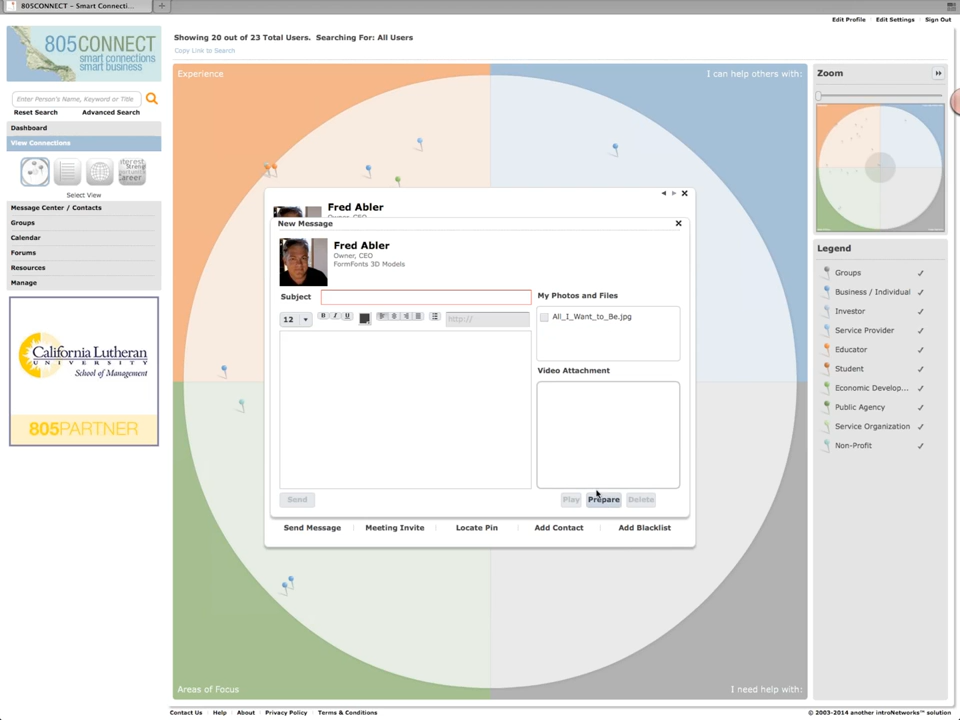 805CONNECT - Smart Connecti...
Edit Profile
Edit Settings
Sign Out
805CONNECT
smart connections
smart business
Showing 20 out of 23 Total Users. Searching For: All Users
Copy Link to Search
Enter Person's Name, Keyword or Title
Reset Search
Advanced Search
Dashboard
View Connections
Select View
Message Center / Contacts
Groups
Calendar
Forums
Resources
Manage
California Lutheran
UNIVERSITY
School of Management
805PARTNER
Experience
I can help others with:
Areas of Focus
I need help with:
Fred Abler
Owner, CEO
New Message
Fred Abler
Owner, CEO
FormFonts 3D Models
Subject
12
B I U
http://
My Photos and Files
All_I_Want_to_Be.jpg
Video Attachment
Send
Play
Prepare
Delete
Send Message
Meeting Invite
Locate Pin
Add Contact
Add Blacklist
Zoom
Legend
Groups
Business / Individual
Investor
Service Provider
Educator
Student
Economic Develop...
Public Agency
Service Organization
Non-Profit
Contact Us
Help
About
Privacy Policy
Terms & Conditions
© 2003-2014 another introNetworks™ solution